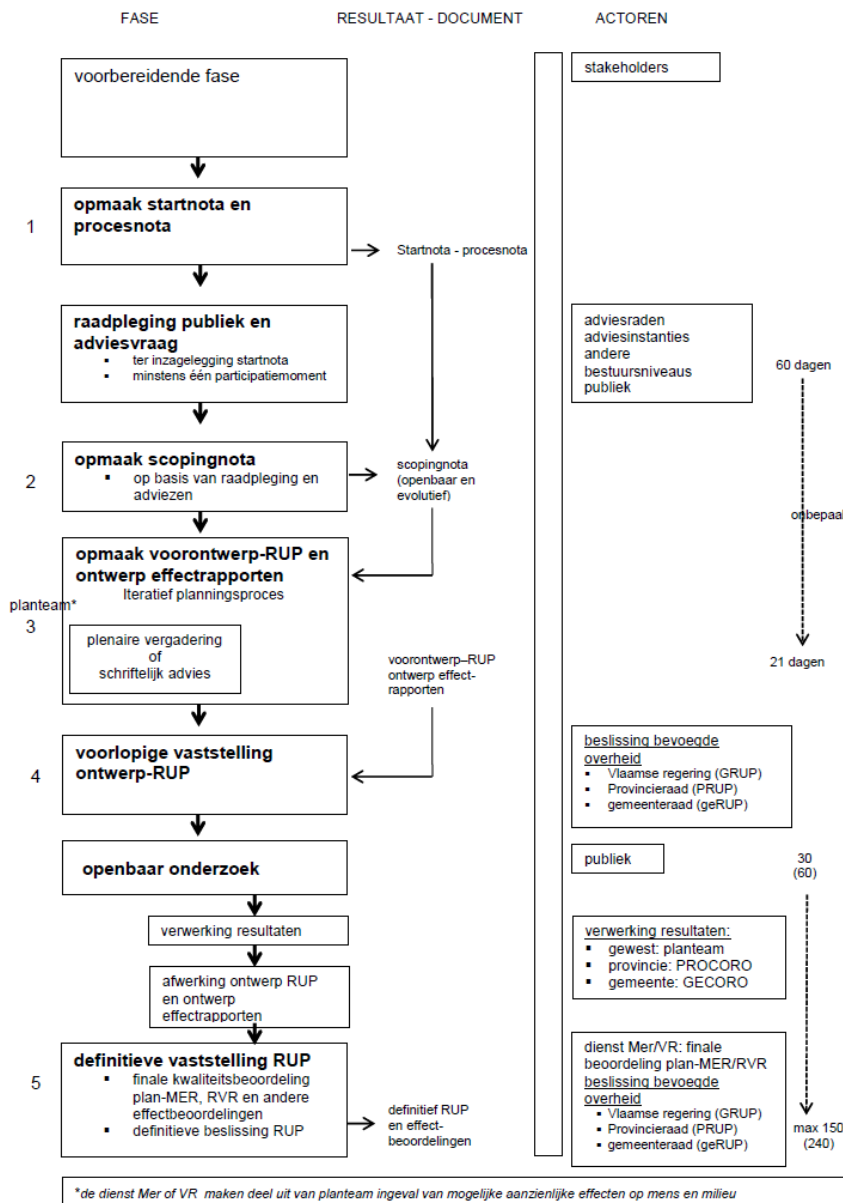 FASE
RESULTAAT - DOCUMENT
ACTOREN
voorbereidende fase
stakeholders
1
opmaak startnota en
procesnota
Startnota - procesnota
raadpleging publiek en
adviesvraag
▪ ter inzagelegging startnota
▪ minstens één participatiemoment
adviesraden
adviesinstanties
andere
bestuursniveaus
publiek
60 dagen
2
opmaak scopingnota
▪ op basis van raadpleging en
adviezen
scopingnota
(openbaar en
evolutief)
onbepaal
opmaak voorontwerp-RUP en
ontwerp effectrapporten
Iteratief planningsproces
planteam*
3
plenaire vergadering
of
schriftelijk advies
voorontwerp–RUP
ontwerp effect-
rapporten
21 dagen
4
voorlopige vaststelling
ontwerp-RUP
beslissing bevoegde
overheid
▪ Vlaamse regering (GRUP)
▪ Provincieraad (PRUP)
▪ gemeenteraad (geRUP)
openbaar onderzoek
publiek
30
(60)
verwerking resultaten
verwerking resultaten:
▪ gewest: planteam
▪ provincie: PROCORO
▪ gemeente: GECORO
afwerking ontwerp RUP
en ontwerp
effectrapporten
5
definitieve vaststelling RUP
▪ finale kwaliteitsbeoordeling
plan-MER, RVR en andere
effectbeoordelingen
▪ definitieve beslissing RUP
definitief RUP
en effect-
beoordelingen
dienst Mer/VR: finale
beoordeling plan-MER/RVR
beslissing bevoegde
overheid
▪ Vlaamse regering (GRUP)
▪ Provincieraad (PRUP)
▪ gemeenteraad (geRUP)
max 150
(240)
*de dienst Mer of VR maken deel uit van planteam ingeval van mogelijke aanzienlijke effecten op mens en milieu